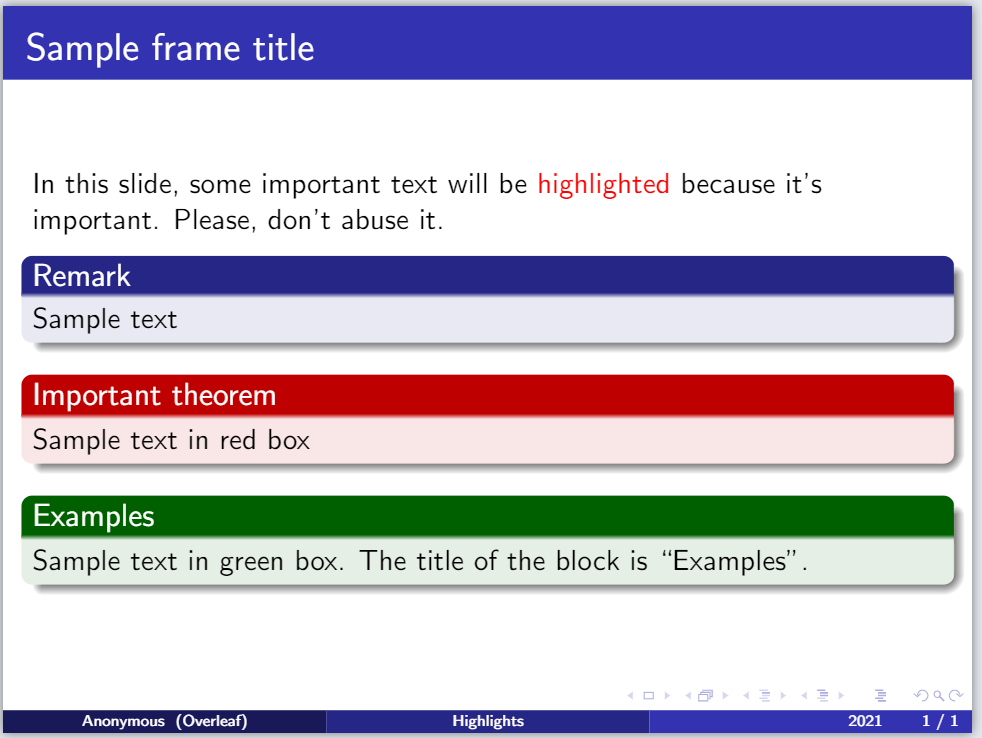 Sample frame title
In this slide, some important text will be highlighted because it's
important. Please, don't abuse it.
Remark
Sample text
Important theorem
Sample text in red box
Examples
Sample text in green box. The title of the block is “Examples”.
Anonymous (Overleaf) Highlights 2021 1 / 1